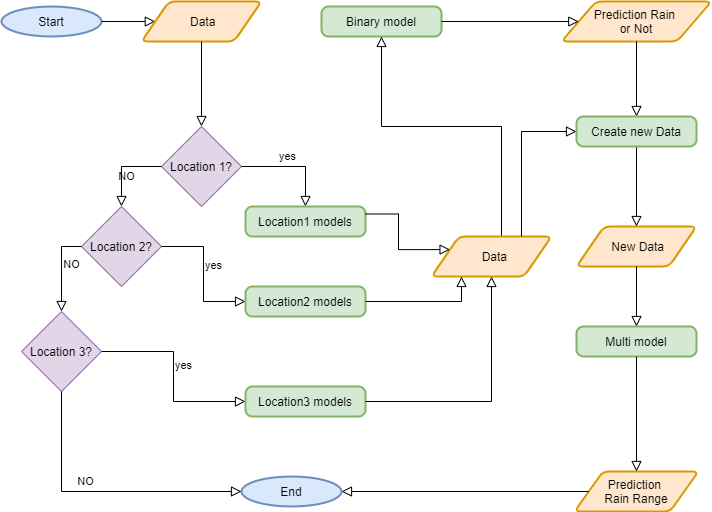 Start
Data
Binary model
Prediction Rain
or Not
Create new Data
Location 1?
yes
NO
Location1 models
Location 2?
yes
NO
Location2 models
Data
New Data
Multi model
Location 3?
yes
Location3 models
NO
End
Prediction
Rain Range